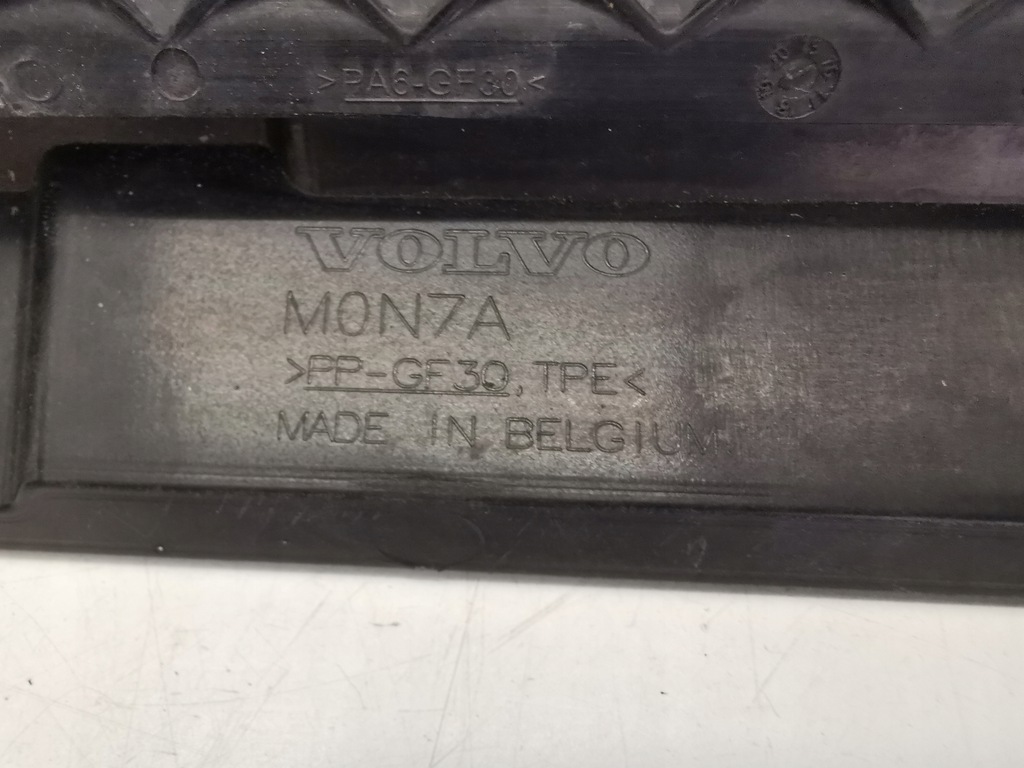 >PA6-GF30<
VOLVO
M0N7A
>PP-GF30, TPE<
MADE IN BELGIUM